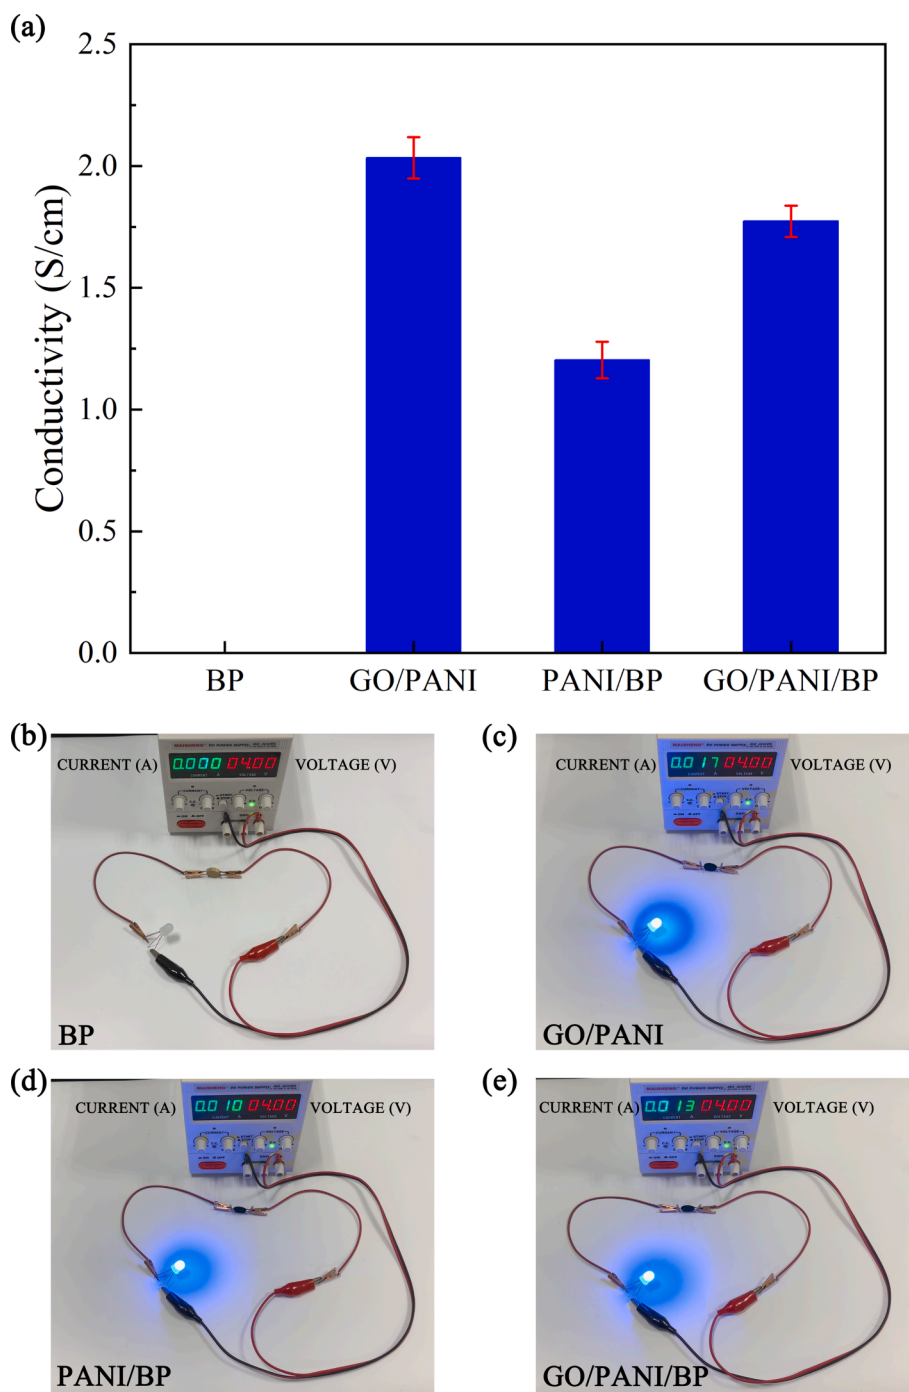 (a)
2.5
2.0
1.5
1.0
0.5
0.0
Conductivity (S/cm)
BP GO/PANI PANI/BP GO/PANI/BP
(b)
CURRENT (A) 0.000 04.00 VOLTAGE (V)
BP
(c)
CURRENT (A) 0.017 04.00 VOLTAGE (V)
GO/PANI
(d)
CURRENT (A) 0.010 04.00 VOLTAGE (V)
PANI/BP
(e)
CURRENT (A) 0.013 04.00 VOLTAGE (V)
GO/PANI/BP